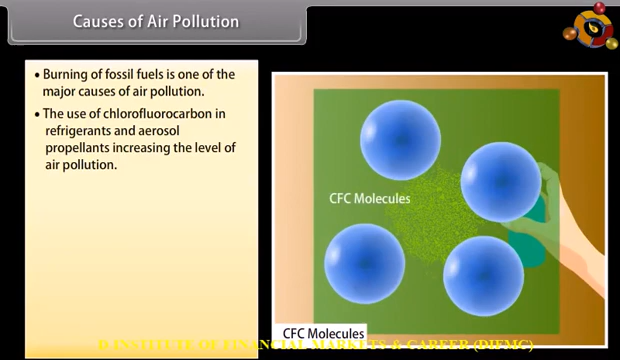 Causes of Air Pollution
• Burning of fossil fuels is one of the
major causes of air pollution.
• The use of chlorofluorocarbon in
refrigerants and aerosol
propellants increasing the level of
air pollution.
CFC Molecules
CFC Molecules
D INSTITUTE OF FINANCIAL MARKETS & CAREER (DIFMC)